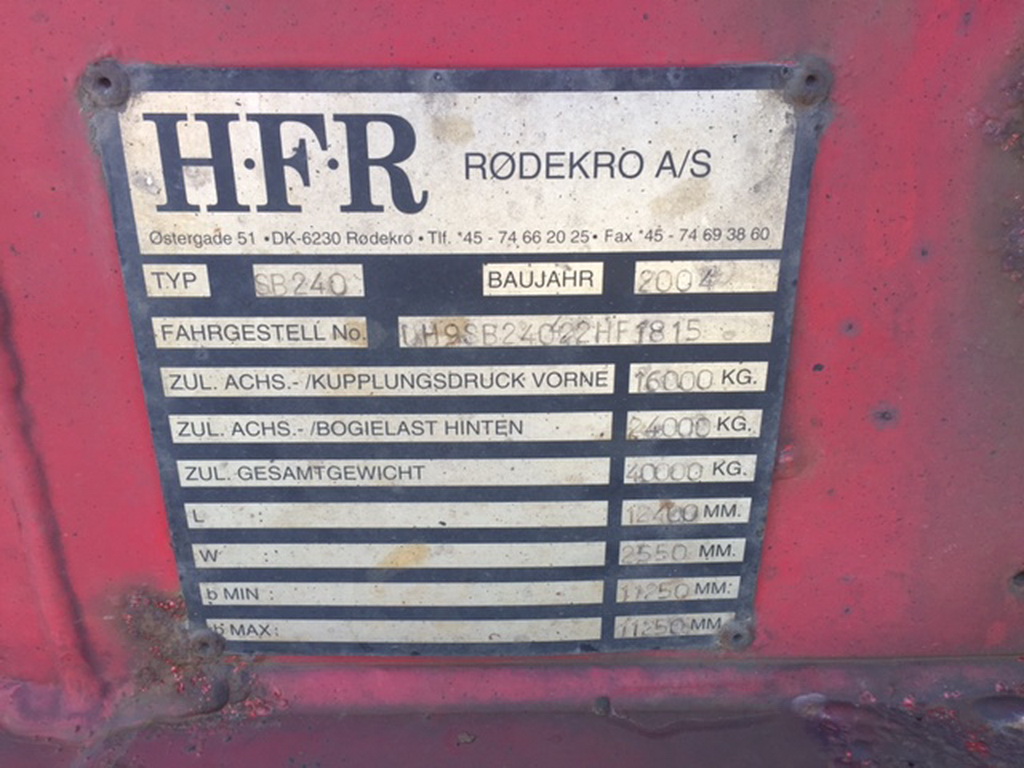 H·F·R RØDEKRO A/S
Østergade 51 • DK-6230 Rødekro • Tlf. *45 - 74 66 20 25 • Fax *45 - 74 69 38 60
TYP SB240 BAUJAHR 2004
FAHRGESTELL No. UH9SB24022HF1815
ZUL. ACHS.- /KUPPLUNGSDRUCK VORNE 16000 KG.
ZUL. ACHS.- /BOGIELAST HINTEN 24000 KG.
ZUL. GESAMTGEWICHT 40000 KG.
L : 12400 MM.
W : 2550 MM.
b MIN : 11250 MM.
b MAX : 11250 MM.